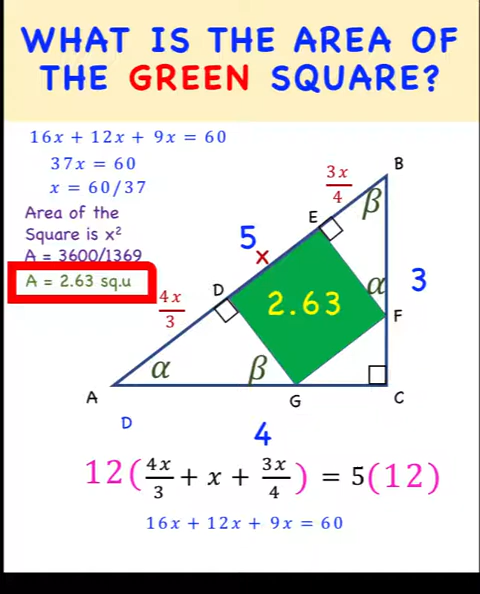 WHAT IS THE AREA OF
THE GREEN SQUARE?
16x + 12x + 9x = 60
37x = 60
x = 60/37
Area of the
Square is x²
A = 3600/1369
A = 2.63 sq.u
B
3x/4
β
E
5
x
D
α
3
4x/3
2.63
F
α
β
A
G
C
D
4
12(4x/3 + x + 3x/4) = 5(12)
16x + 12x + 9x = 60